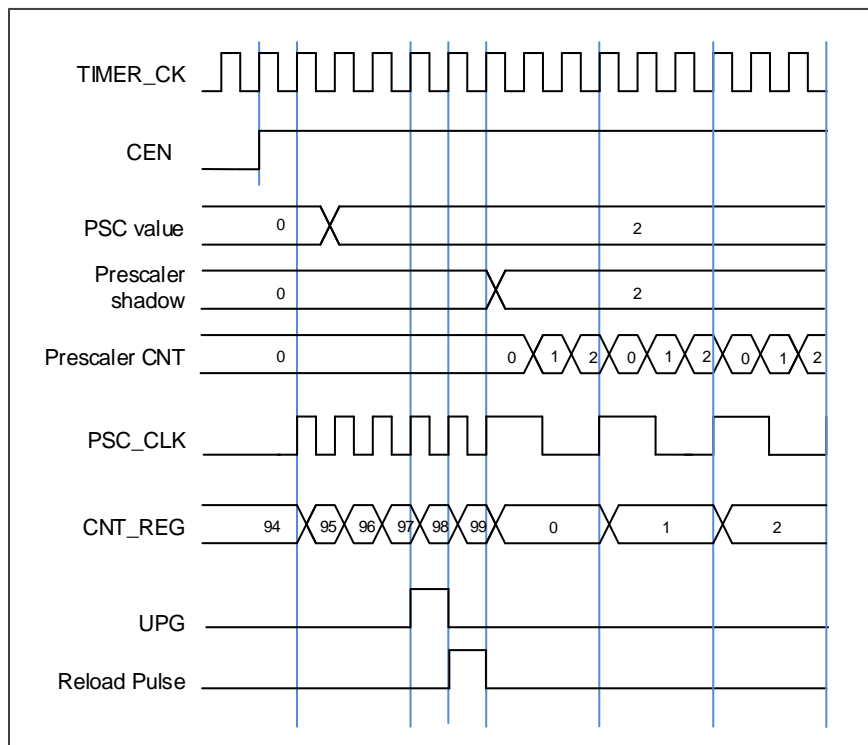 TIMER_CK
CEN
PSC value 0 2
Prescaler
shadow 0 2
Prescaler CNT 0 0 1 2 0 1 2 0 1 2
PSC_CLK
CNT_REG 94 95 96 97 98 99 0 1 2
UPG
Reload Pulse